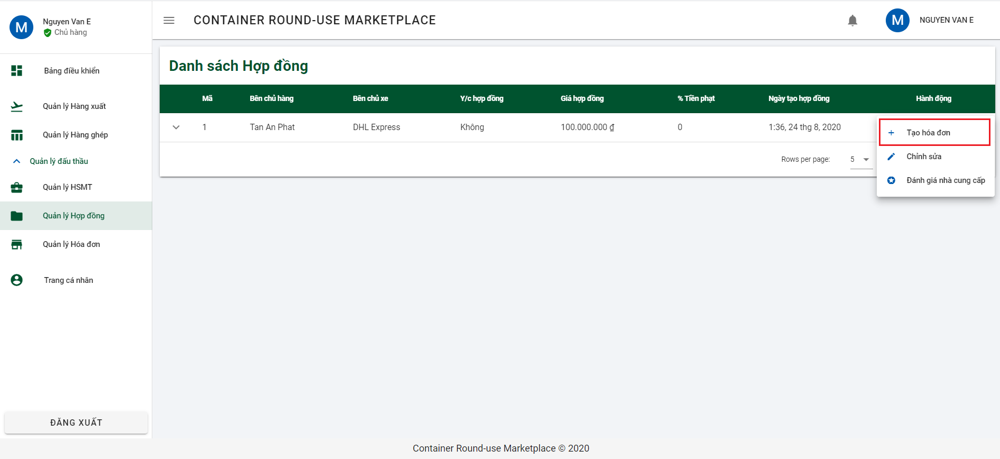 M
Nguyen Van E
Chủ hàng
CONTAINER ROUND-USE MARKETPLACE
M
NGUYEN VAN E
Bảng điều khiển
Quản lý Hàng xuất
Quản lý Hàng ghép
Quản lý đấu thầu
Quản lý HSMT
Quản lý Hợp đồng
Quản lý Hóa đơn
Trang cá nhân
ĐĂNG XUẤT
Danh sách Hợp đồng
Mã Bên chủ hàng Bên chủ xe Y/c hợp đồng Giá hợp đồng % Tiền phạt Ngày tạo hợp đồng Hành động
1 Tan An Phat DHL Express Không 100.000.000 ₫ 0 1:36, 24 thg 8, 2020
Rows per page: 5
Tạo hóa đơn
Chỉnh sửa
Đánh giá nhà cung cấp
Container Round-use Marketplace © 2020